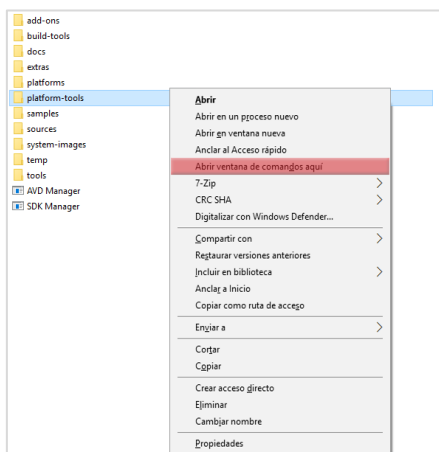 add-ons
build-tools
docs
extras
platforms
platform-tools
samples
sources
system-images
temp
tools
AVD Manager
SDK Manager
Abrir
Abrir en un proceso nuevo
Abrir en ventana nueva
Anclar al Acceso rápido
Abrir ventana de comandos aquí
7-Zip
CRC SHA
Digitalizar con Windows Defender...
Compartir con
Restaurar versiones anteriores
Incluir en biblioteca
Anclar a Inicio
Copiar como ruta de acceso
Enviar a
Cortar
Copiar
Crear acceso directo
Eliminar
Cambiar nombre
Propiedades